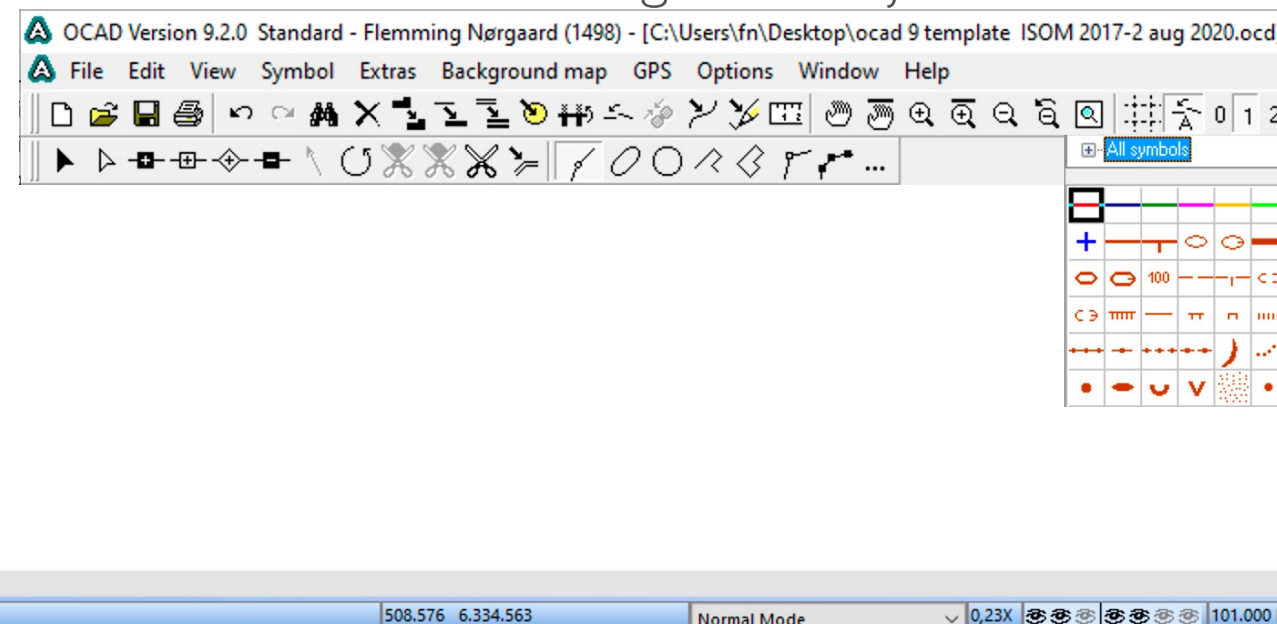 OCAD Version 9.2.0 Standard - Flemming Nørgaard (1498) - [C:\Users\fn\Desktop\ocad 9 template ISOM 2017-2 aug 2020.ocd]
File Edit View Symbol Extras Background map GPS Options Window Help
0 1 2
...
All symbols
100
508.576 6.334.563 Normal Mode 0,23X 101.000